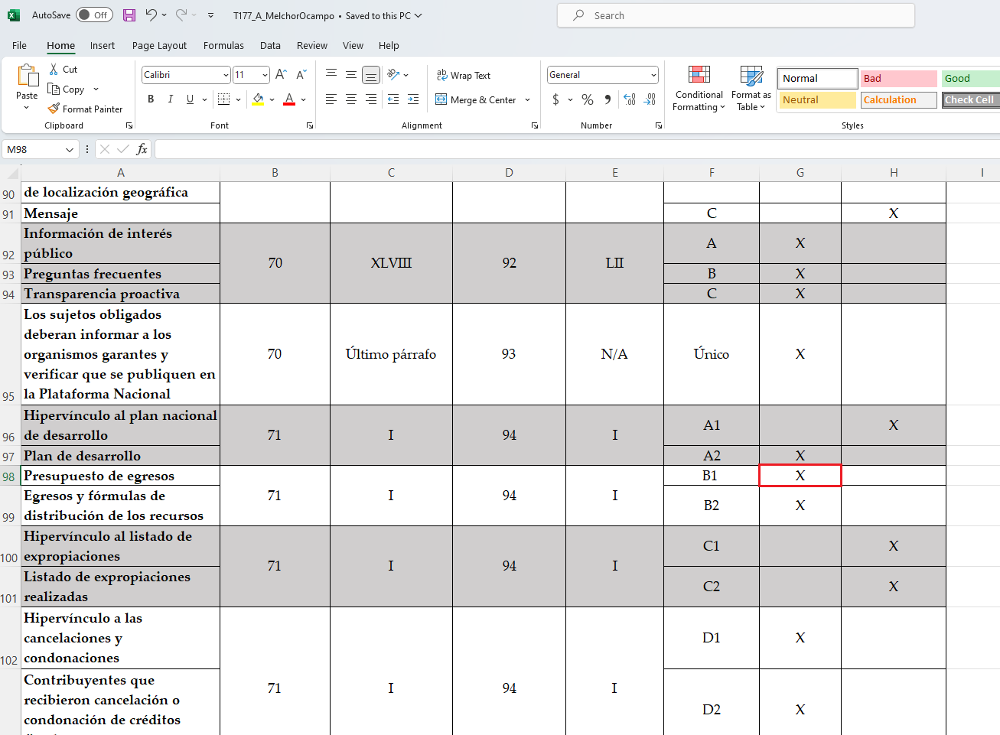 AutoSave Off T177_A_MelchorOcampo • Saved to this PC Search
File Home Insert Page Layout Formulas Data Review View Help
Paste Cut Copy Format Painter Clipboard
Calibri 11 A A B I U A Font
ab Wrap Text Merge & Center Alignment
General $ % Number
Conditional Formatting Format as Table
Normal Bad Good
Neutral Calculation Check Cell
Styles
M98 fx
A B C D E F G H I
90 de localización geográfica
91 Mensaje C X
92 Información de interés
público 70 XLVIII 92 LII A X
93 Preguntas frecuentes B X
94 Transparencia proactiva C X
95 Los sujetos obligados
deberan informar a los
organismos garantes y
verificar que se publiquen en
la Plataforma Nacional 70 Último párrafo 93 N/A Único X
96 Hipervínculo al plan nacional
de desarrollo 71 I 94 I A1 X
97 Plan de desarrollo A2 X
98 Presupuesto de egresos B1 X
99 Egresos y fórmulas de
distribución de los recursos 71 I 94 I B2 X
100 Hipervínculo al listado de
expropiaciones 71 I 94 I C1 X
101 Listado de expropiaciones
realizadas C2 X
102 Hipervínculo a las
cancelaciones y
condonaciones D1 X
Contribuyentes que
recibieron cancelación o
condonación de créditos 71 I 94 I D2 X